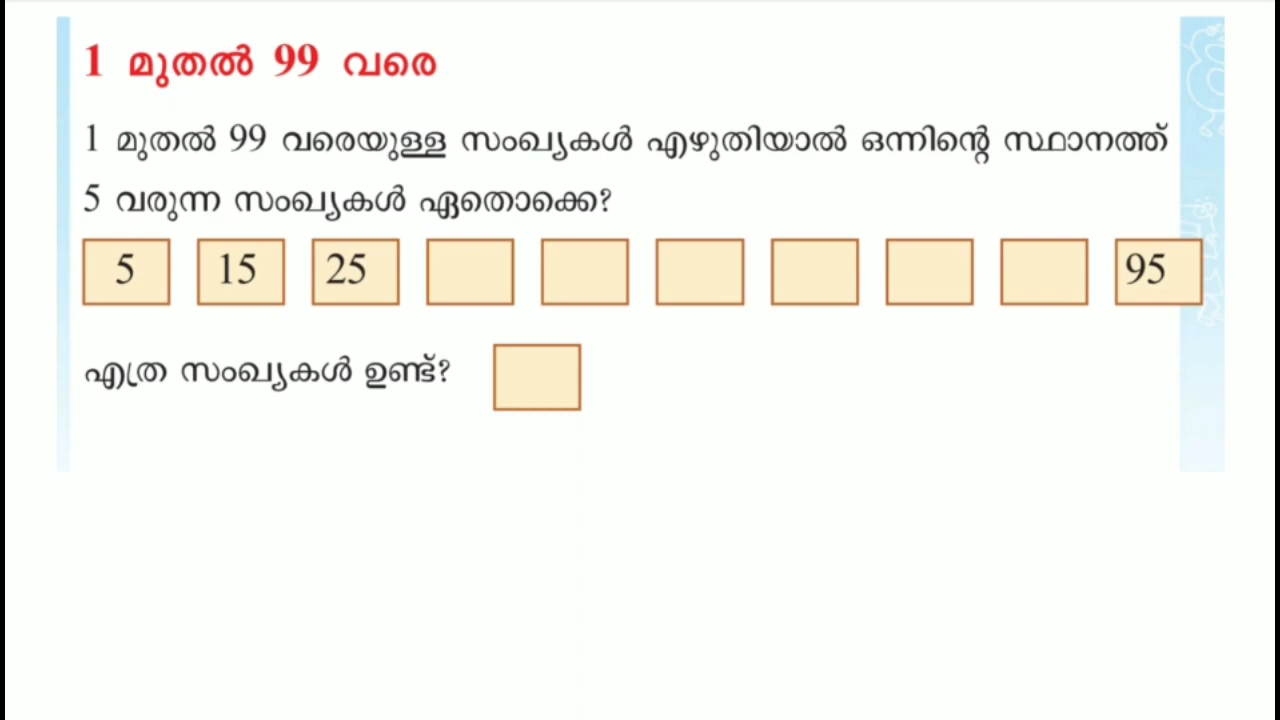 1 മുതൽ 99 വരെ
1 മുതൽ 99 വരെയുള്ള സംഖ്യകൾ എഴുതിയാൽ ഒന്നിന്റെ സ്ഥാനത്ത്
5 വരുന്ന സംഖ്യകൾ ഏതൊക്കെ?
5 15 25 95
എത്ര സംഖ്യകൾ ഉണ്ട്?